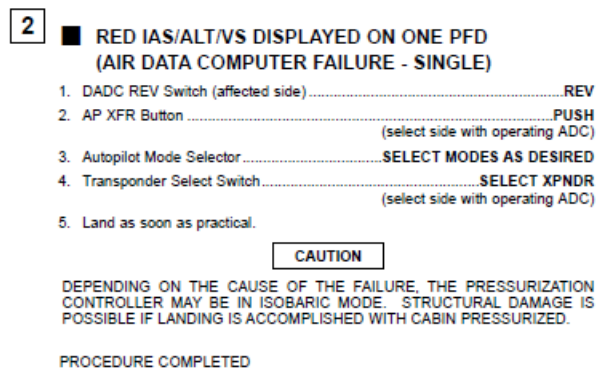 2
■ RED IAS/ALT/VS DISPLAYED ON ONE PFD
(AIR DATA COMPUTER FAILURE - SINGLE)
1. DADC REV Switch (affected side)..........REV
2. AP XFR Button..........PUSH
(select side with operating ADC)
3. Autopilot Mode Selector..........SELECT MODES AS DESIRED
4. Transponder Select Switch..........SELECT XPNDR
(select side with operating ADC)
5. Land as soon as practical.
CAUTION
DEPENDING ON THE CAUSE OF THE FAILURE, THE PRESSURIZATION
CONTROLLER MAY BE IN ISOBARIC MODE. STRUCTURAL DAMAGE IS
POSSIBLE IF LANDING IS ACCOMPLISHED WITH CABIN PRESSURIZED.
PROCEDURE COMPLETED